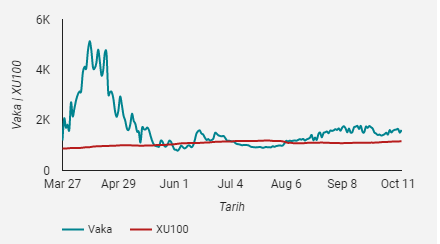 6K
4K
2K
0
Vaka | XU100
Mar 27 Apr 29 Jun 1 Jul 4 Aug 6 Sep 8 Oct 11
Tarih
Vaka XU100